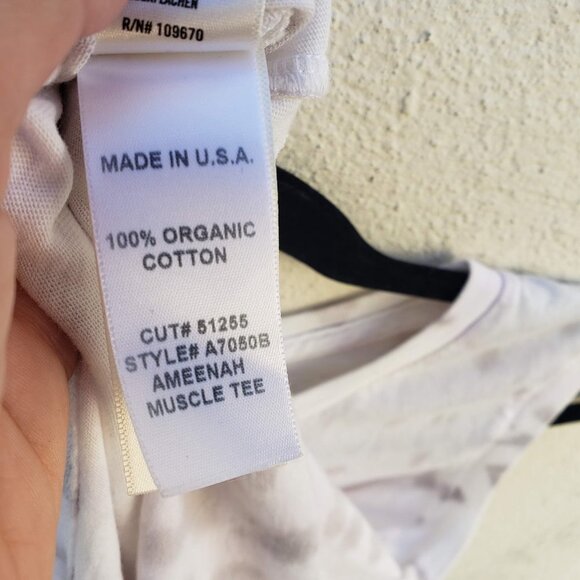 R/N# 109670
MADE IN U.S.A.
100% ORGANIC
COTTON
CUT# 51255
STYLE# A7050B
AMEENAH
MUSCLE TEE